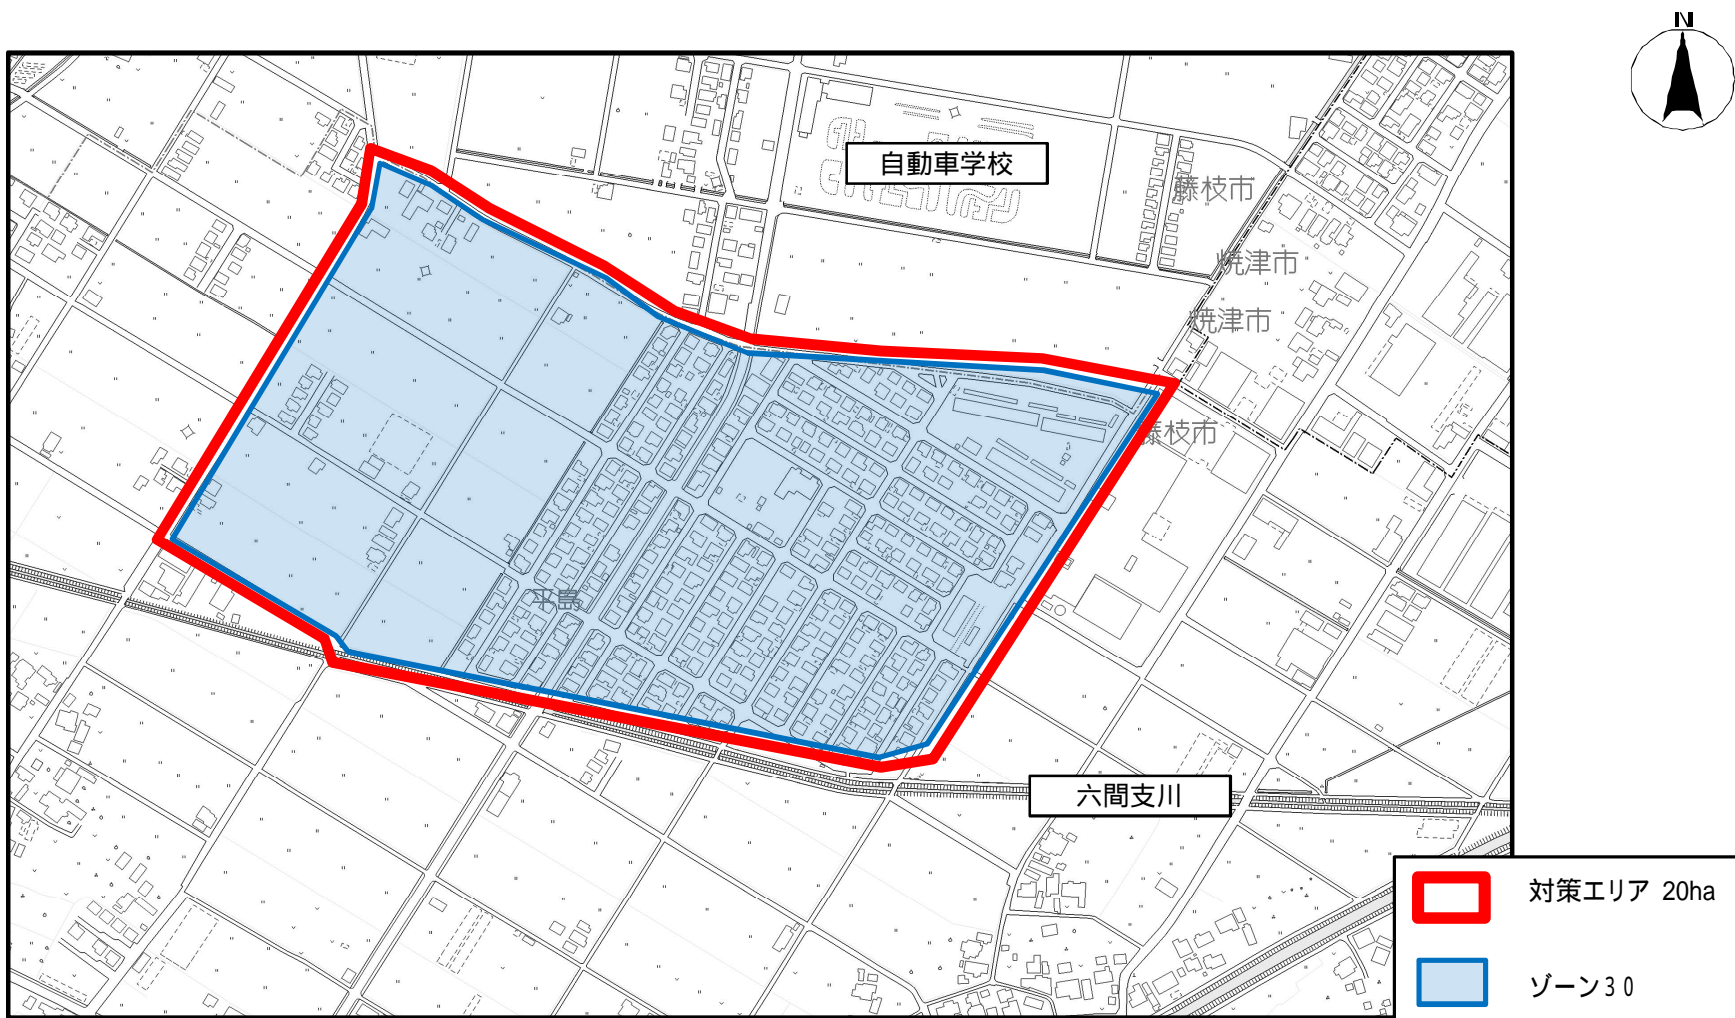 N
自動車学校
藤枝市
焼津市
焼津市
藤枝市
平島
六間支川
対策エリア 20ha
ゾーン30